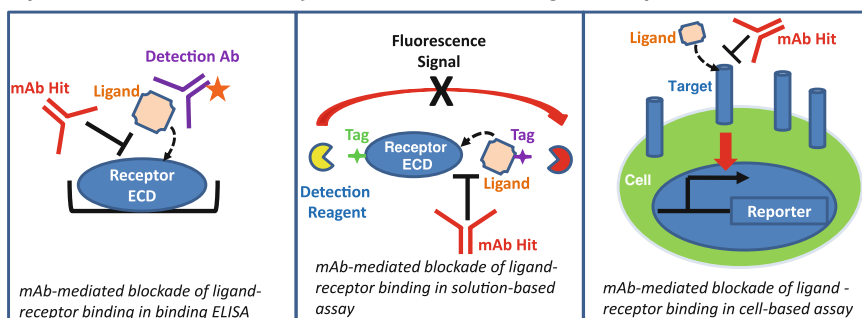 Detection Ab
mAb Hit
Ligand
Receptor
ECD
mAb-mediated blockade of ligand-
receptor binding in binding ELISA
Fluorescence
Signal
X
Tag
Receptor
ECD
Tag
Ligand
Detection
Reagent
mAb Hit
mAb-mediated blockade of ligand-
receptor binding in solution-based
assay
Ligand
mAb Hit
Target
Cell
Reporter
mAb-mediated blockade of ligand -
receptor binding in cell-based assay